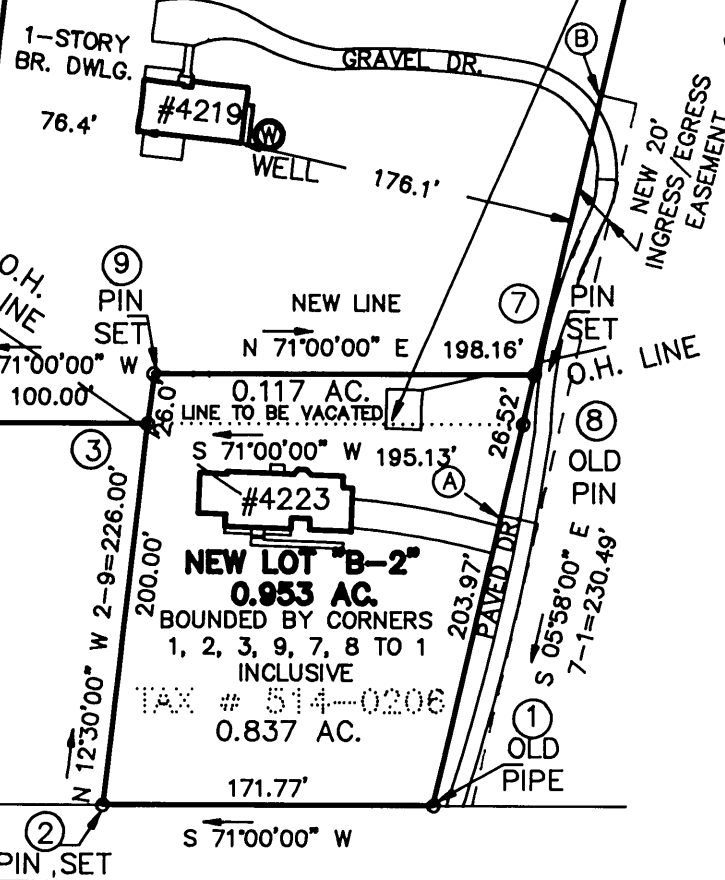 1-STORY
BR. DWLG.
#4219
76.4'
W
WELL
GRAVEL DR.
176.1'
B
NEW 20'
INGRESS/EGRESS
EASEMENT
O.H.
LINE
9
PIN
SET
71°00'00" W
100.00'
3
NEW LINE
N 71°00'00" E 198.16'
7
PIN
SET
O.H. LINE
0.117 AC.
LINE TO BE VACATED
26.0'
26.52'
S 71°00'00" W 195.13'
8
OLD
PIN
A
#4223
NEW LOT "B-2"
0.953 AC.
BOUNDED BY CORNERS
1, 2, 3, 9, 7, 8 TO 1
INCLUSIVE
TAX # 514-0206
0.837 AC.
N 12°30'00" W 2-9=226.00'
200.00'
203.97'
PAVED DR.
S 05°58'00" E
7-1=230.49'
1
OLD
PIPE
171.77'
S 71°00'00" W
2
PIN SET